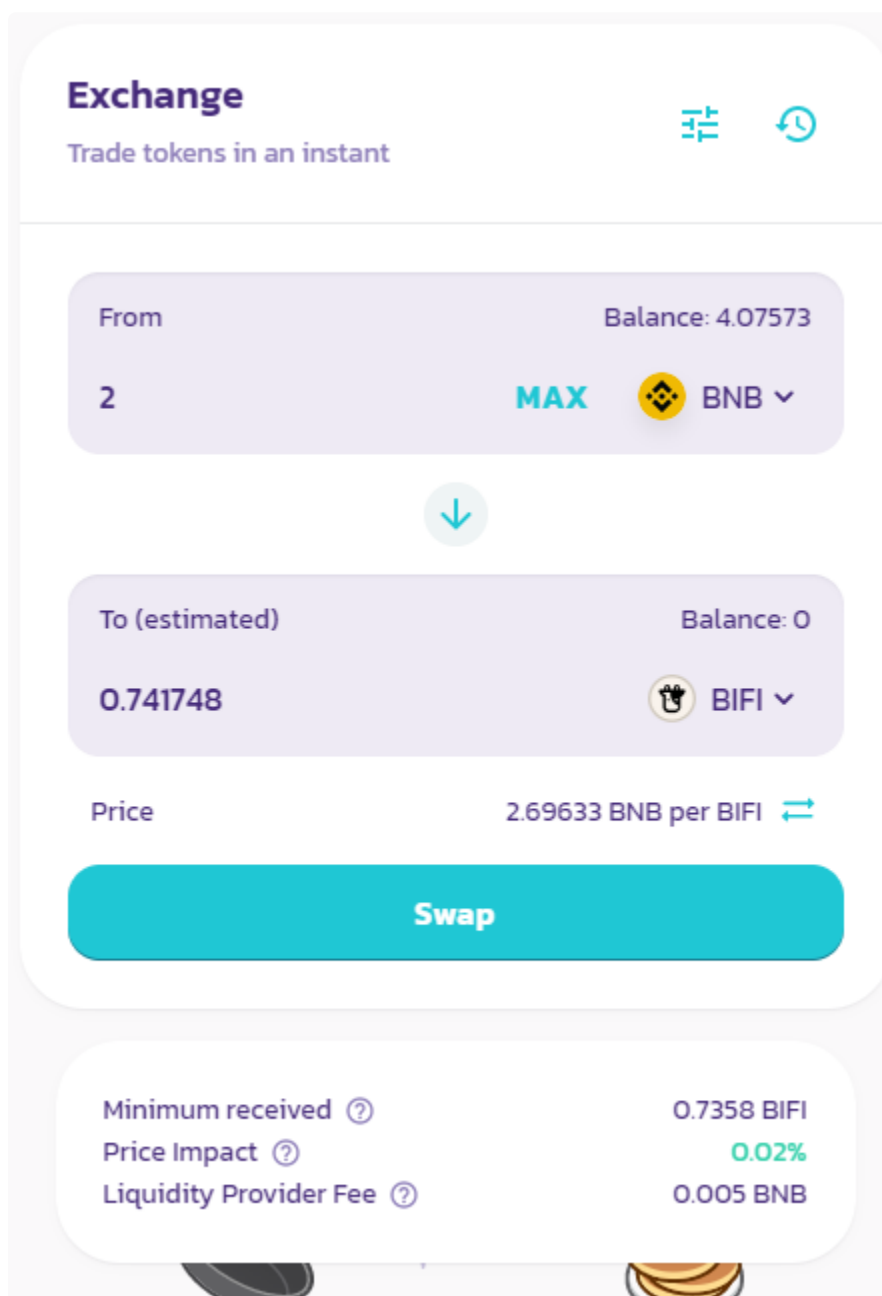 Exchange
Trade tokens in an instant
From Balance: 4.07573
2 MAX BNB
To (estimated) Balance: 0
0.741748 BIFI
Price 2.69633 BNB per BIFI
Swap
Minimum received ? 0.7358 BIFI
Price Impact ? 0.02%
Liquidity Provider Fee ? 0.005 BNB